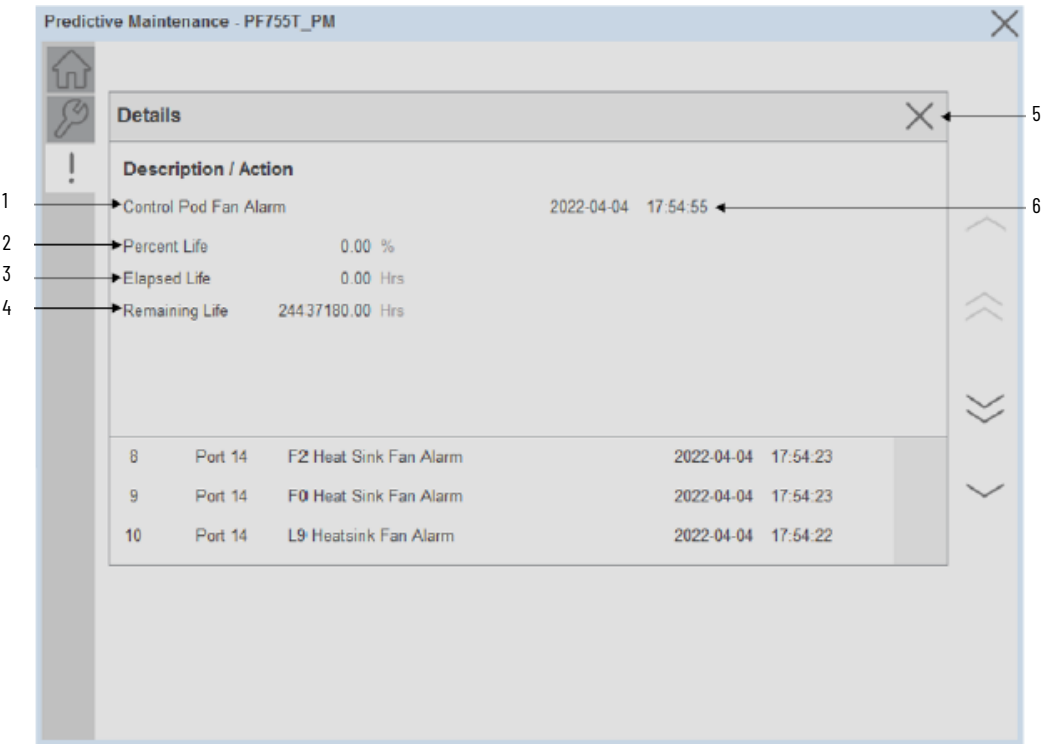 Predictive Maintenance - PF755T_PM
Details
5
Description / Action
1 Control Pod Fan Alarm 2022-04-04 17:54:55 6
2 Percent Life 0.00 %
3 Elapsed Life 0.00 Hrs
4 Remaining Life 24437180.00 Hrs
8 Port 14 F2 Heat Sink Fan Alarm 2022-04-04 17:54:23
9 Port 14 F0 Heat Sink Fan Alarm 2022-04-04 17:54:23
10 Port 14 L9 Heatsink Fan Alarm 2022-04-04 17:54:22